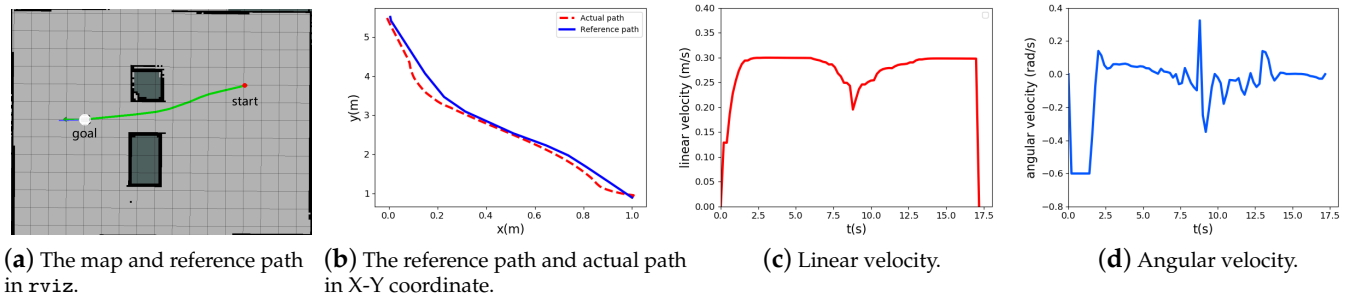 start
goal
(a) The map and reference path
in rviz.
Actual path
Reference path
5
4
3
2
1
y(m)
0.0 0.2 0.4 0.6 0.8 1.0
x(m)
(b) The reference path and actual path
in X-Y coordinate.
0.40
0.35
0.30
0.25
0.20
0.15
0.10
0.05
0.00
linear velocity (m/s)
0.0 2.5 5.0 7.5 10.0 12.5 15.0 17.5
t(s)
(c) Linear velocity.
0.4
0.2
0.0
−0.2
−0.4
−0.6
−0.8
angular velocity (rad/s)
0.0 2.5 5.0 7.5 10.0 12.5 15.0 17.5
t(s)
(d) Angular velocity.